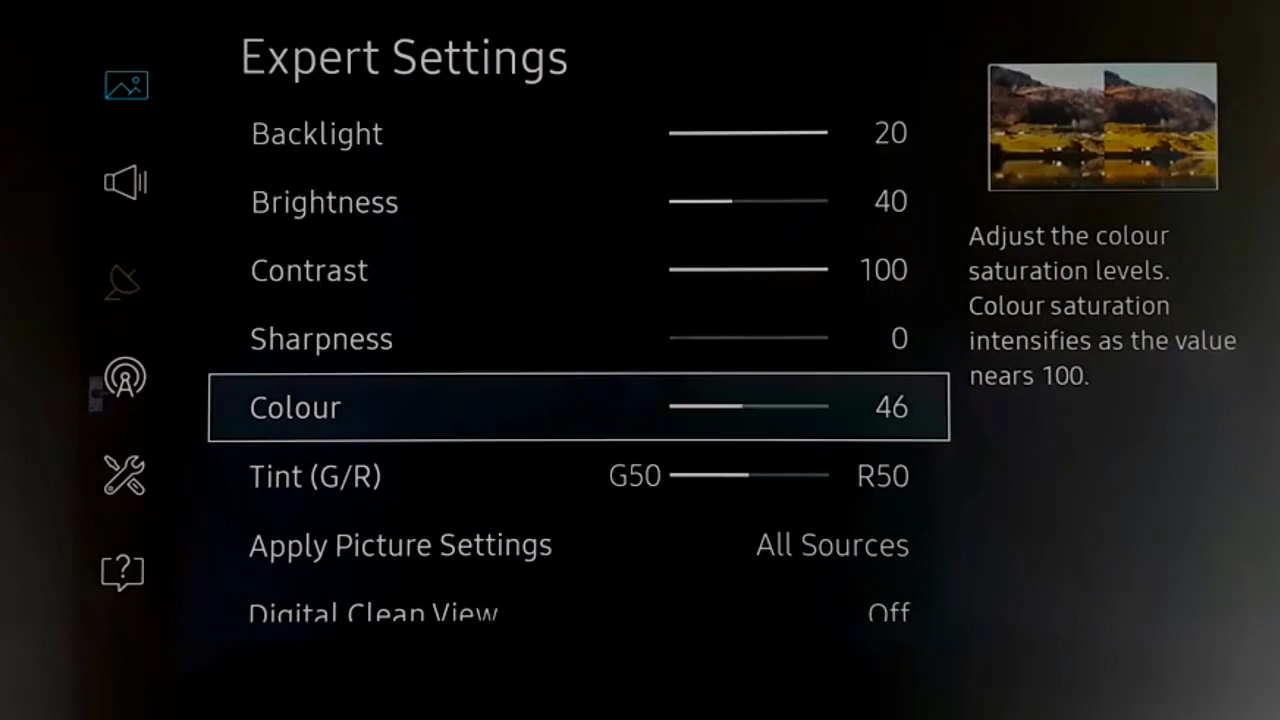 Expert Settings
Backlight 20
Brightness 40
Contrast 100
Sharpness 0
Colour 46
Tint (G/R) G50 R50
Apply Picture Settings All Sources
Digital Clean View Off
Adjust the colour
saturation levels.
Colour saturation
intensifies as the value
nears 100.